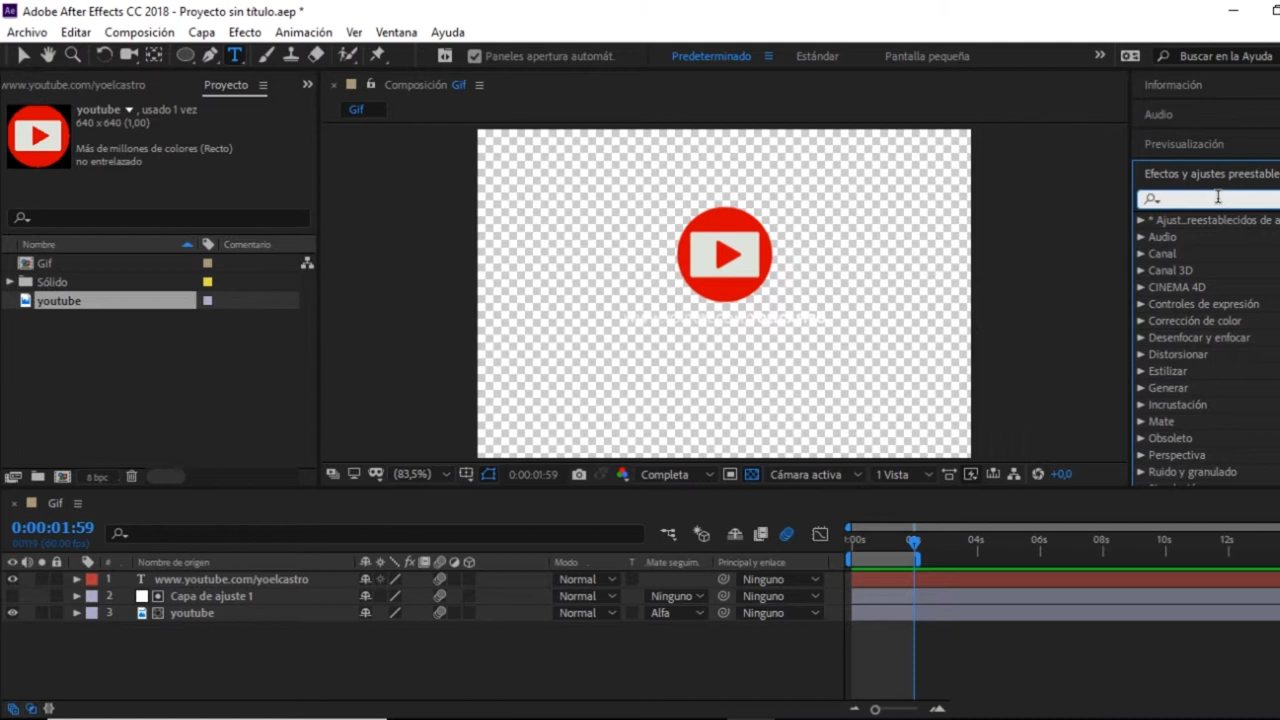 Ae Adobe After Effects CC 2018 - Proyecto sin título.aep *
Archivo Editar Composición Capa Efecto Animación Ver Ventana Ayuda
Paneles apertura automát. Predeterminado Estándar Pantalla pequeña Buscar en la Ayuda
www.youtube.com/yoelcastro Proyecto
Composición Gif
Gif
youtube , usado 1 vez
640 x 640 (1,00)
Más de millones de colores (Recto)
no entrelazado
Nombre Comentario
Gif
Sólido
youtube
8 bpc
(83,5%) 0:00:01:59 Completa Cámara activa 1 Vista +0,0
Información
Audio
Previsualización
Efectos y ajustes preestable
* Ajust..reestablecidos de a
Audio
Canal
Canal 3D
CINEMA 4D
Controles de expresión
Corrección de color
Desenfocar y enfocar
Distorsionar
Estilizar
Generar
Incrustación
Mate
Obsoleto
Perspectiva
Ruido y granulado
Gif
0:00:01:59
00119 (60.00 fps)
:00s 04s 06s 08s 10s 12s
# Nombre de origen fx Modo T .Mate seguim. Principal y enlace
1 T www.youtube.com/yoelcastro Normal Ninguno
2 Capa de ajuste 1 Normal Ninguno Ninguno
3 youtube Normal Alfa Ninguno